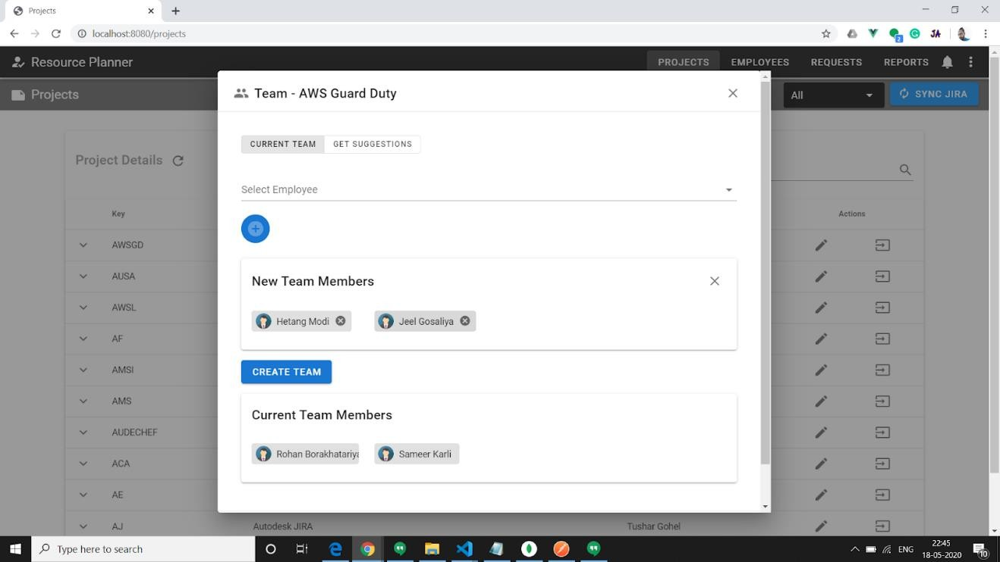 Projects
localhost:8080/projects
JA
2
Resource Planner
PROJECTS EMPLOYEES REQUESTS REPORTS
Projects
All
SYNC JIRA
Team - AWS Guard Duty
CURRENT TEAM GET SUGGESTIONS
Project Details
Select Employee
Key
Actions
AWSGD
AUSA
New Team Members
AWSL
Hetang Modi Jeel Gosaliya
AF
AMSI
CREATE TEAM
AMS
Current Team Members
AUDECHEF
Rohan Borakhatariya Sameer Karli
ACA
AE
AJ Autodesk JIRA Tushar Gohel
Type here to search
ENG
22:45
18-05-2020
10